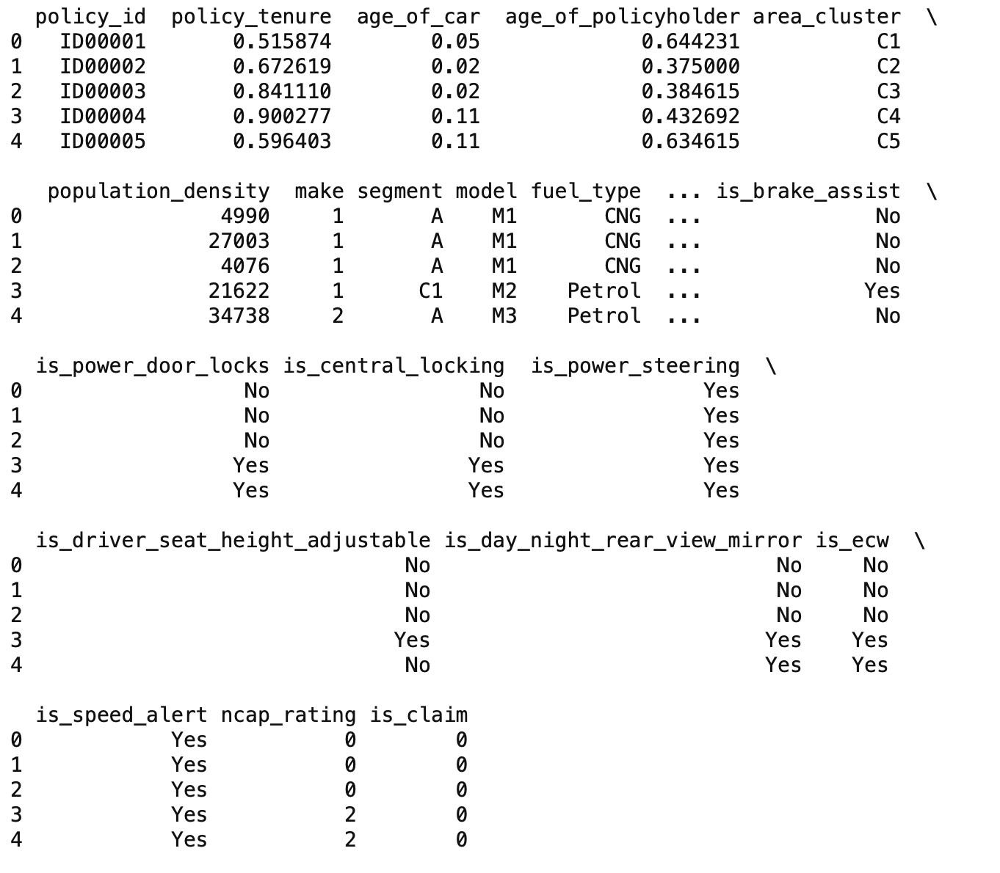 policy_id policy_tenure age_of_car age_of_policyholder area_cluster \
0 ID00001 0.515874 0.05 0.644231 C1
1 ID00002 0.672619 0.02 0.375000 C2
2 ID00003 0.841110 0.02 0.384615 C3
3 ID00004 0.900277 0.11 0.432692 C4
4 ID00005 0.596403 0.11 0.634615 C5
population_density make segment model fuel_type ... is_brake_assist \
0 4990 1 A M1 CNG ... No
1 27003 1 A M1 CNG ... No
2 4076 1 A M1 CNG ... No
3 21622 1 C1 M2 Petrol ... Yes
4 34738 2 A M3 Petrol ... No
is_power_door_locks is_central_locking is_power_steering \
0 No No Yes
1 No No Yes
2 No No Yes
3 Yes Yes Yes
4 Yes Yes Yes
is_driver_seat_height_adjustable is_day_night_rear_view_mirror is_ecw \
0 No No No
1 No No No
2 No No No
3 Yes Yes Yes
4 No Yes Yes
is_speed_alert ncap_rating is_claim
0 Yes 0 0
1 Yes 0 0
2 Yes 0 0
3 Yes 2 0
4 Yes 2 0